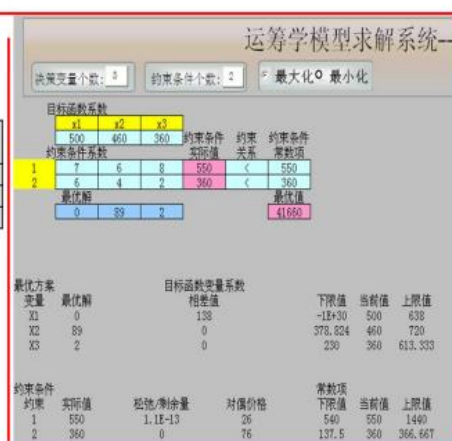 运筹学模型求解系统--
决策变量个数: 3 约束条件个数: 2 最大化 最小化
目标函数系数
x1 x2 x3
500 460 360 约束条件 约束 约束条件
约束条件系数 实际值 关系 常数项
1 7 6 8 550 < 550
2 6 4 2 360 < 360
最优解 最优值
0 89 2 41660
最优方案 目标函数变量系数
变量 最优解 相差值 下限值 当前值 上限值
X1 0 138 -1E+30 500 638
X2 89 0 378.824 460 720
X3 2 0 230 360 613.333
约束条件 常数项
约束 实际值 松弛/剩余量 对偶价格 下限值 当前值 上限值
1 550 1.1E-13 26 540 550 1440
2 360 0 76 137.5 360 366.667